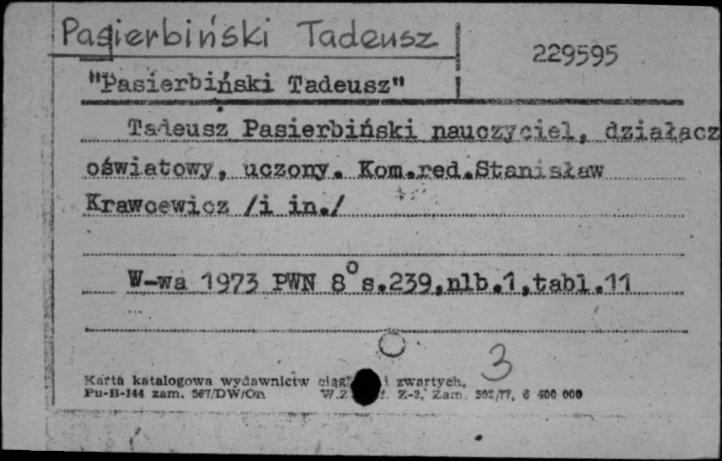 Pasierbiński Tadeusz
229595
"Pasierbiński Tadeusz"
Tadeusz Pasierbiński nauczyciel, działacz
oświatowy, uczony. Kom.red.Stanisław
Krawcewicz /i in./
W-wa 1973 PWN 8° s.239,nlb.1,tabl.11
3
Karta katalogowa wydawnictw i zwartych.
Pu-B-144 zam. 567/DW/On Z-2, Zam. 302/77, 6 400 000